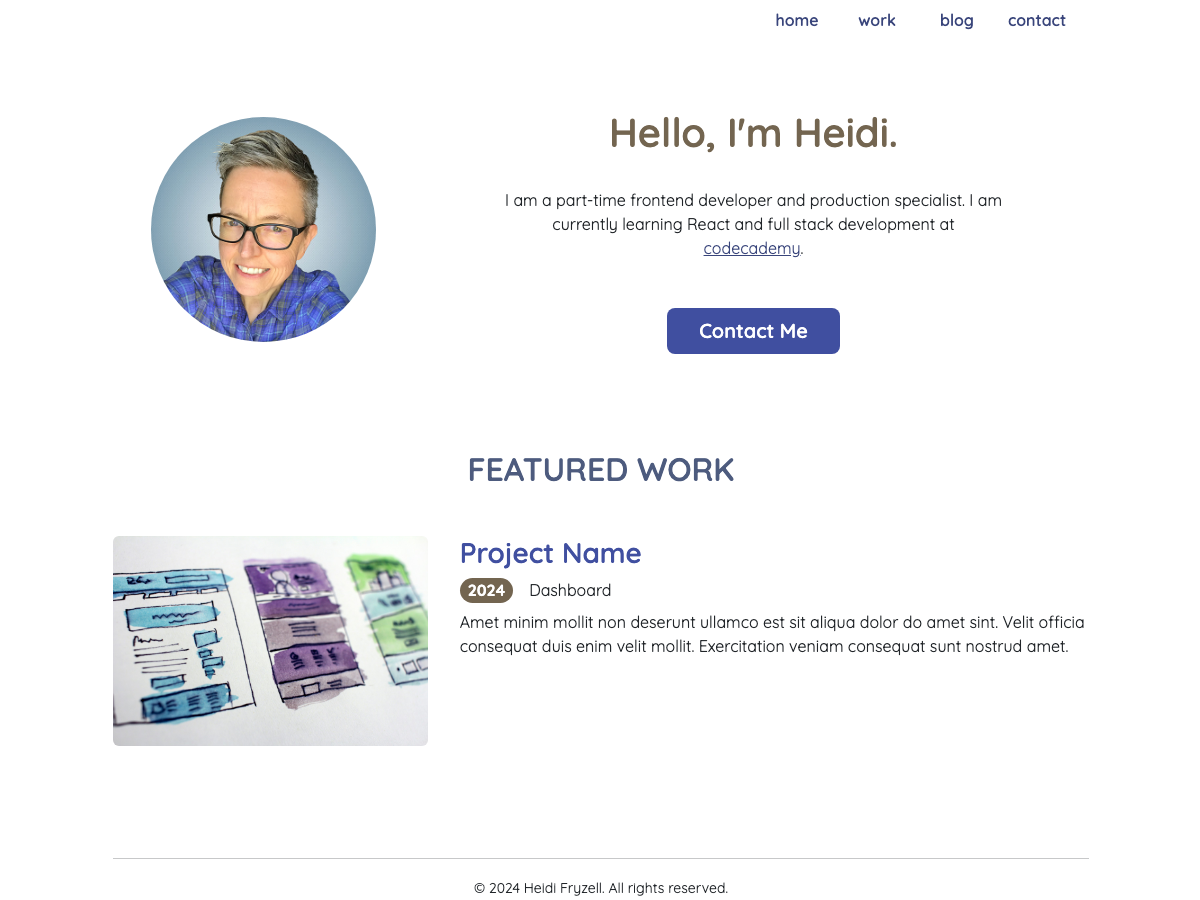 home work blog contact
Hello, I'm Heidi.
I am a part-time frontend developer and production specialist. I am
currently learning React and full stack development at
codecademy.
Contact Me
FEATURED WORK
Project Name
2024 Dashboard
Amet minim mollit non deserunt ullamco est sit aliqua dolor do amet sint. Velit officia
consequat duis enim velit mollit. Exercitation veniam consequat sunt nostrud amet.
© 2024 Heidi Fryzell. All rights reserved.